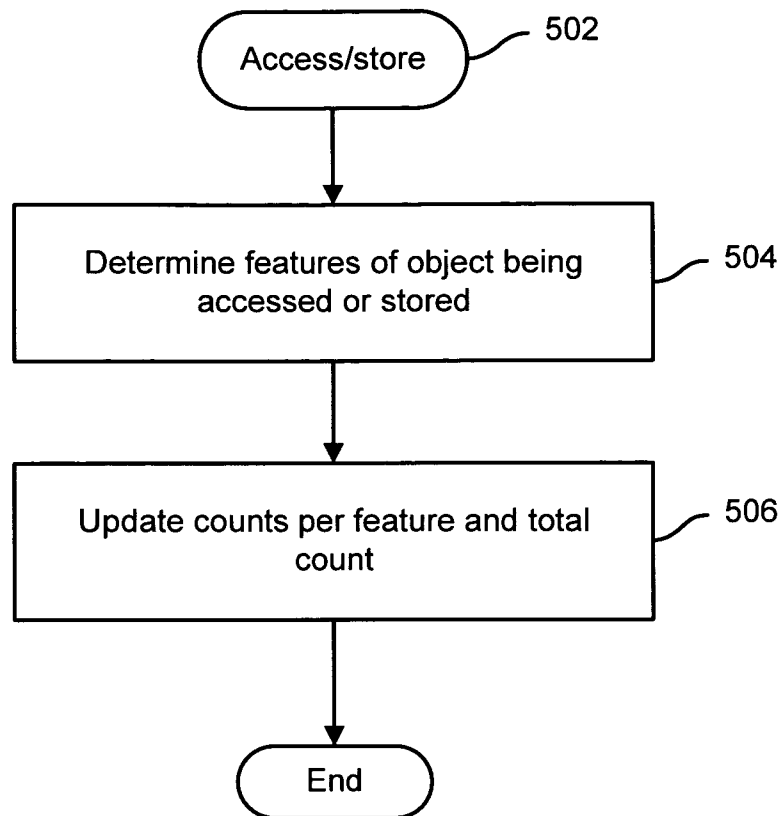 Access/store
502
Determine features of object being
accessed or stored
504
Update counts per feature and total
count
506
End